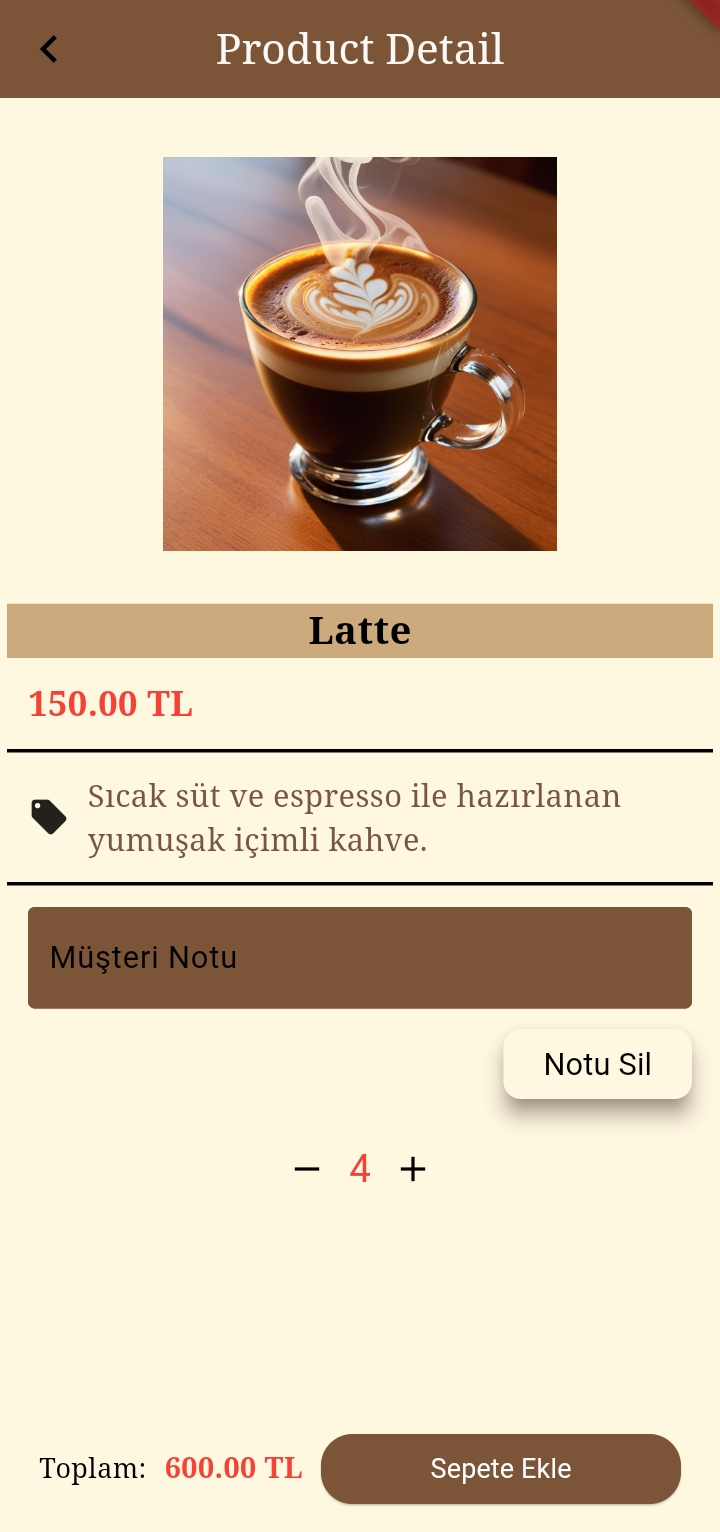 Product Detail
Latte
150.00 TL
Sıcak süt ve espresso ile hazırlanan
yumuşak içimli kahve.
Müşteri Notu
Notu Sil
4
Toplam: 600.00 TL Sepete Ekle